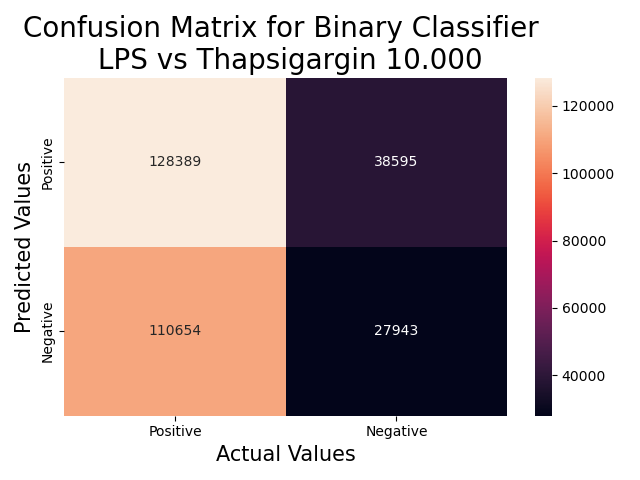 Confusion Matrix for Binary Classifier
LPS vs Thapsigargin 10.000
Predicted Values
Positive
Negative
128389
38595
110654
27943
Positive
Negative
Actual Values
120000
100000
80000
60000
40000